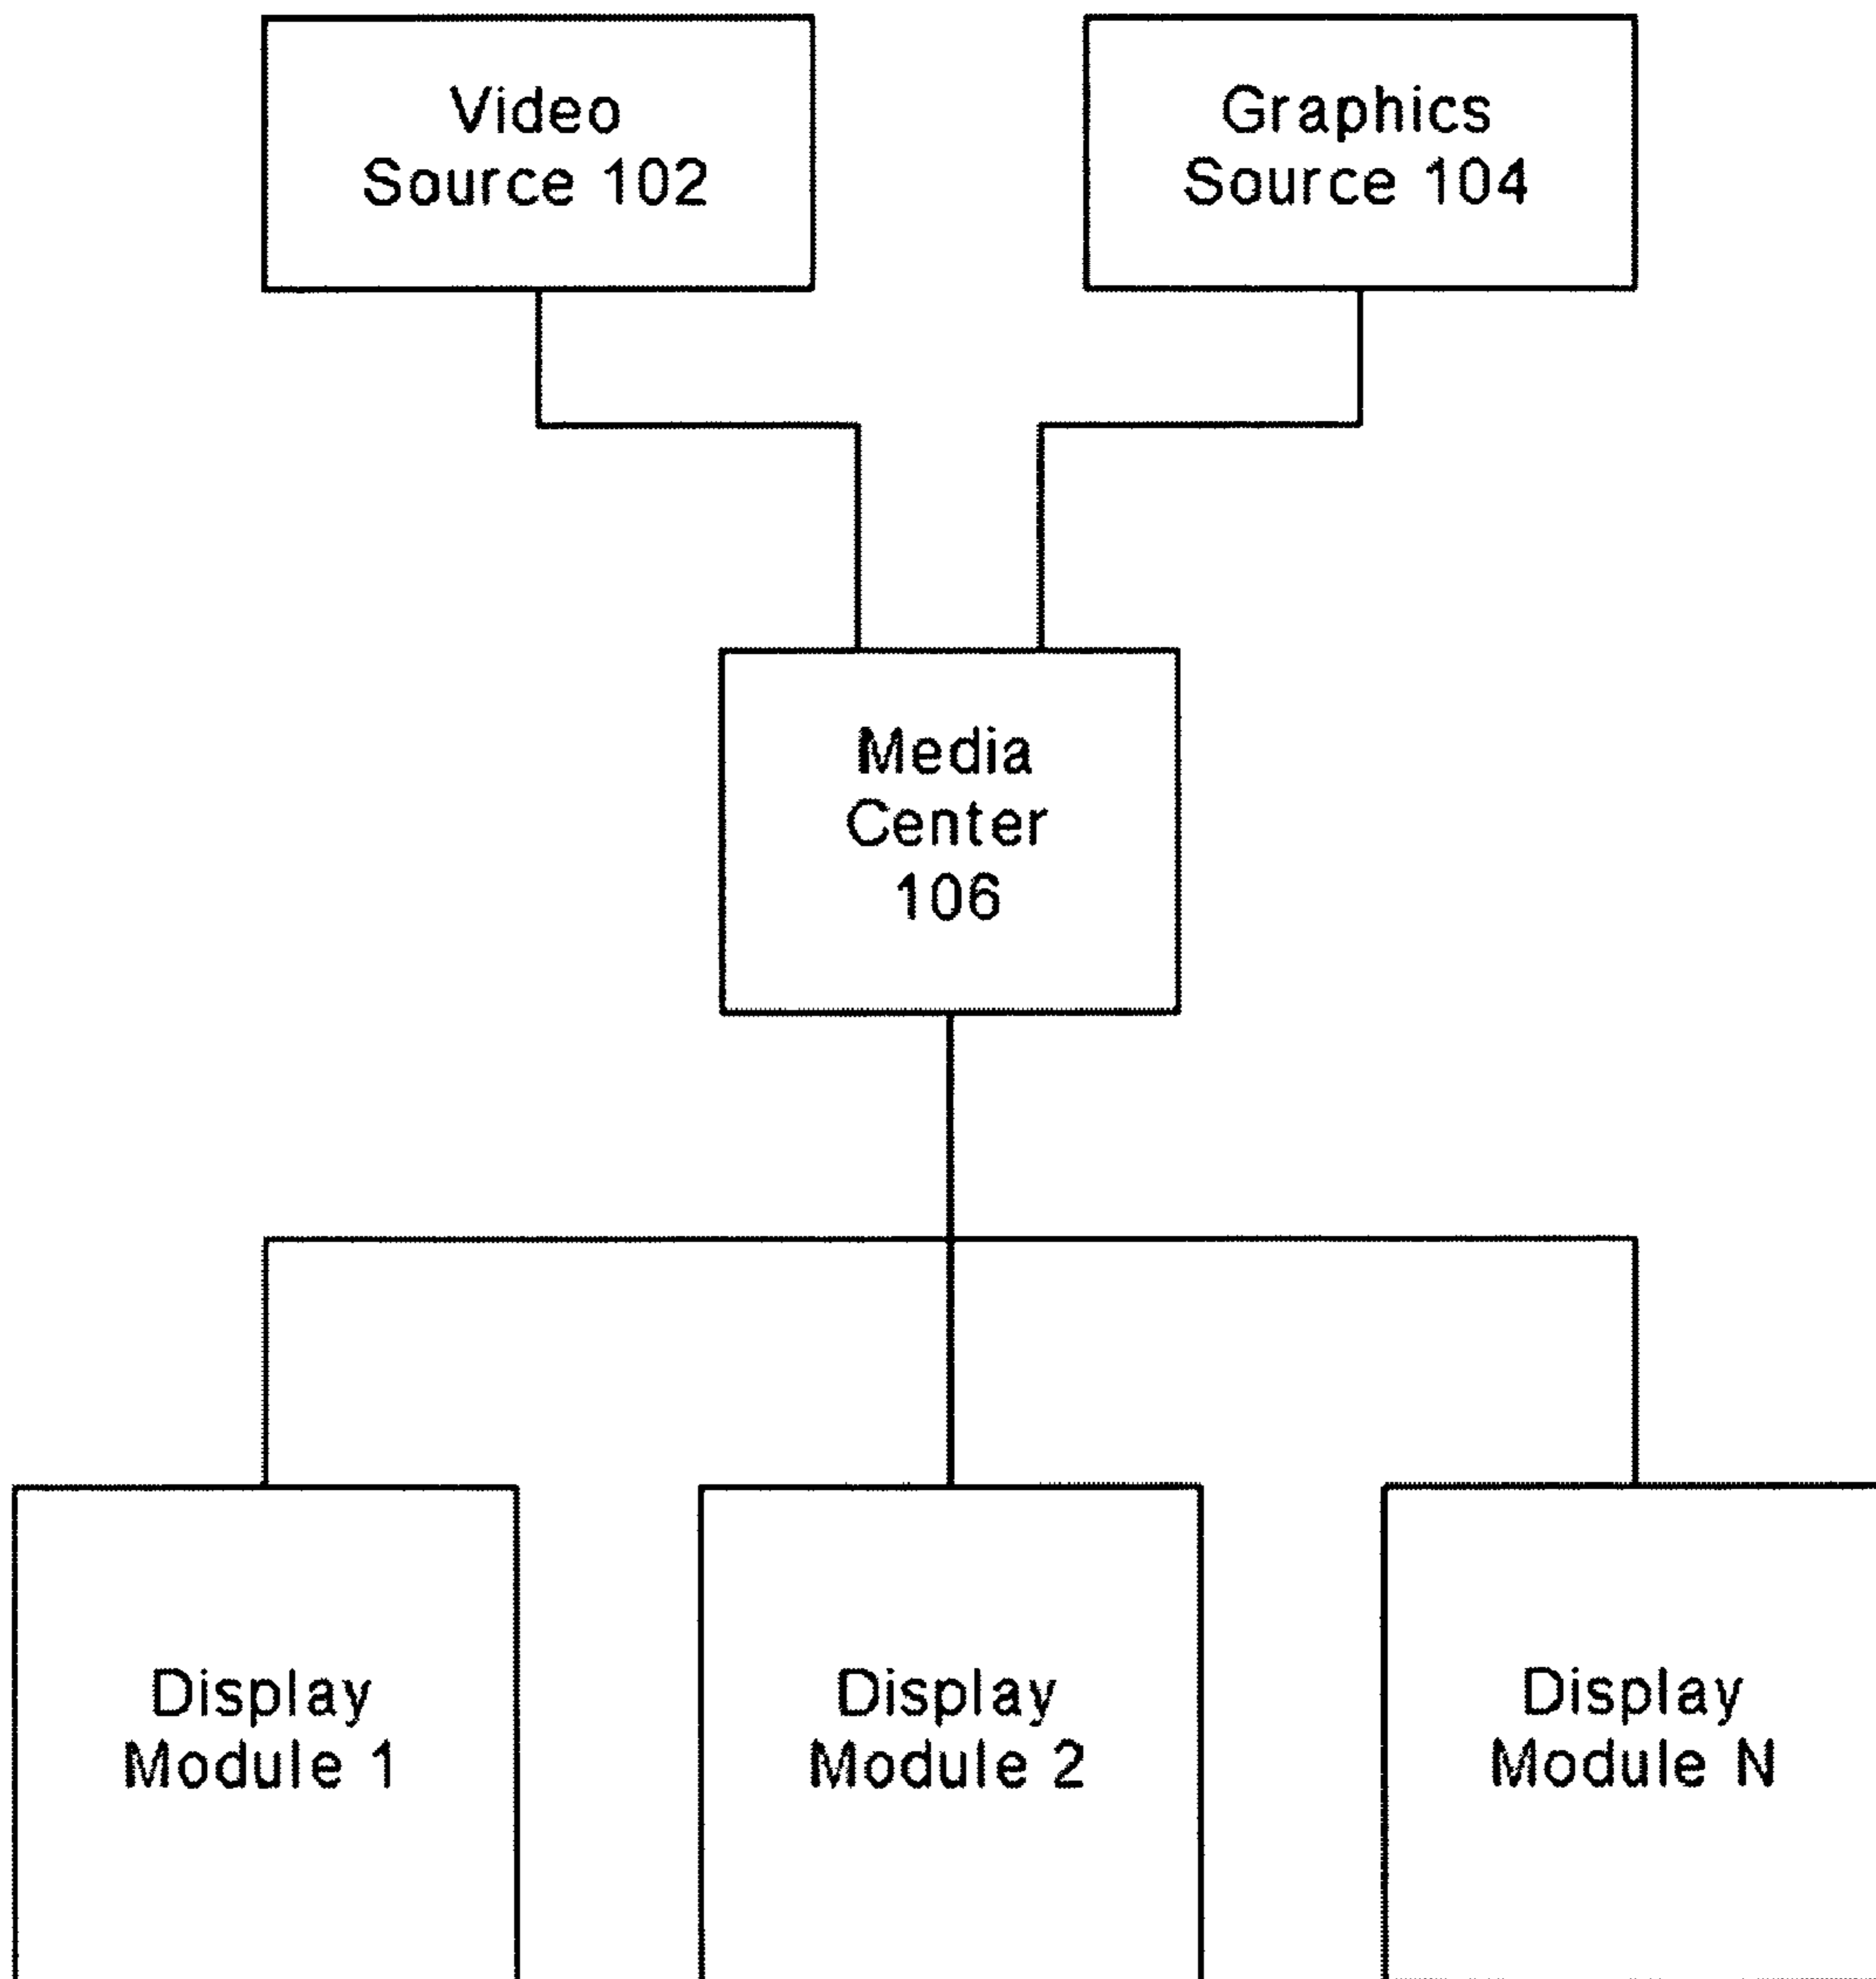 Video
Source 102
Graphics
Source 104
Media
Center
106
Display
Module 1
Display
Module 2
Display
Module N